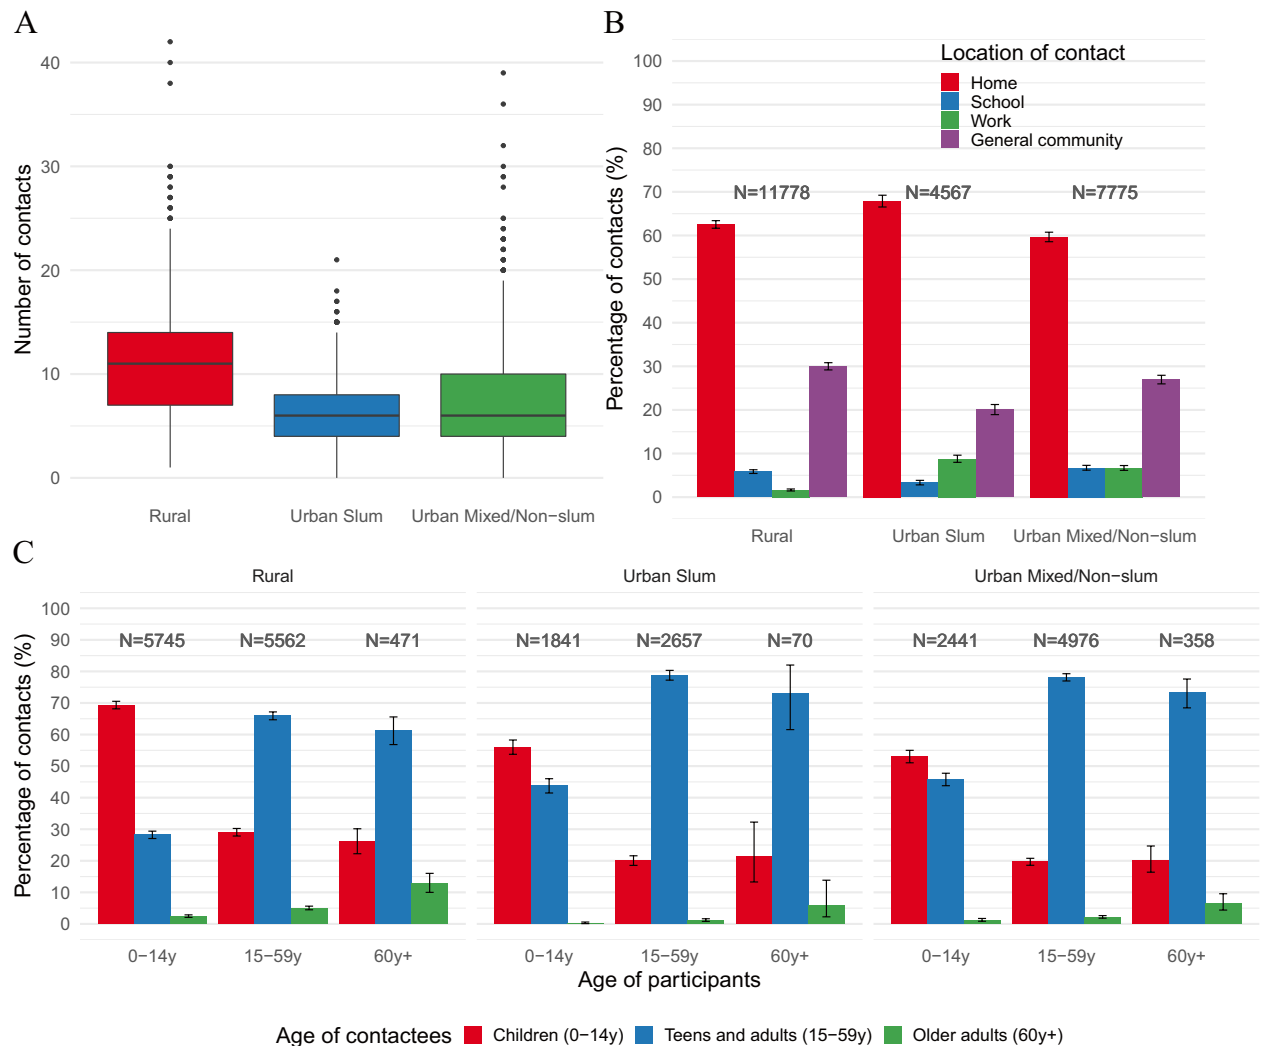 A
Number of contacts
40
30
20
10
0
Rural
Urban Slum
Urban Mixed/Non−slum
B
Percentage of contacts (%)
Location of contact
Home
School
Work
General community
100
90
80
70
60
50
40
30
20
10
0
N=11778
N=4567
N=7775
Rural
Urban Slum
Urban Mixed/Non−slum
C
Percentage of contacts (%)
Rural
Urban Slum
Urban Mixed/Non−slum
100
90
80
70
60
50
40
30
20
10
0
N=5745
N=5562
N=471
N=1841
N=2657
N=70
N=2441
N=4976
N=358
0−14y
15−59y
60y+
0−14y
15−59y
60y+
0−14y
15−59y
60y+
Age of participants
Age of contactees
Children (0−14y)
Teens and adults (15−59y)
Older adults (60y+)